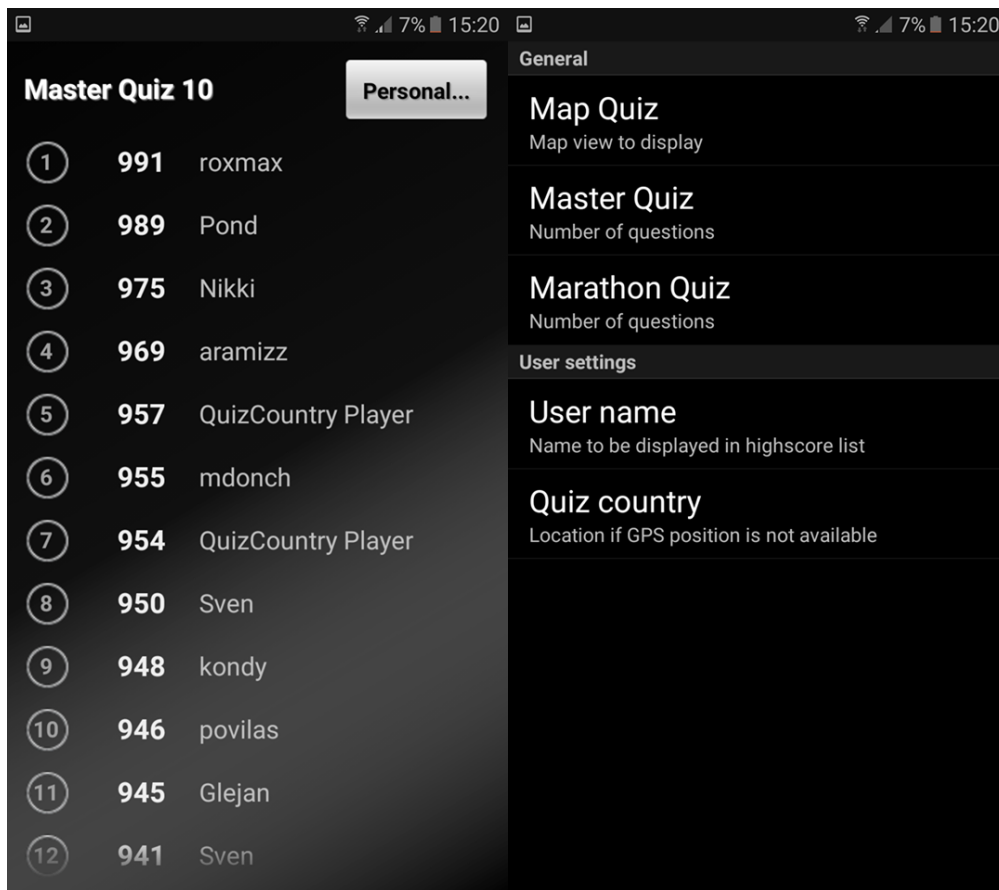 7% 15:20
Master Quiz 10
Personal...
1 991 roxmax
2 989 Pond
3 975 Nikki
4 969 aramizz
5 957 QuizCountry Player
6 955 mdonch
7 954 QuizCountry Player
8 950 Sven
9 948 kondy
10 946 povilas
11 945 Glejan
12 941 Sven
7% 15:20
General
Map Quiz
Map view to display
Master Quiz
Number of questions
Marathon Quiz
Number of questions
User settings
User name
Name to be displayed in highscore list
Quiz country
Location if GPS position is not available